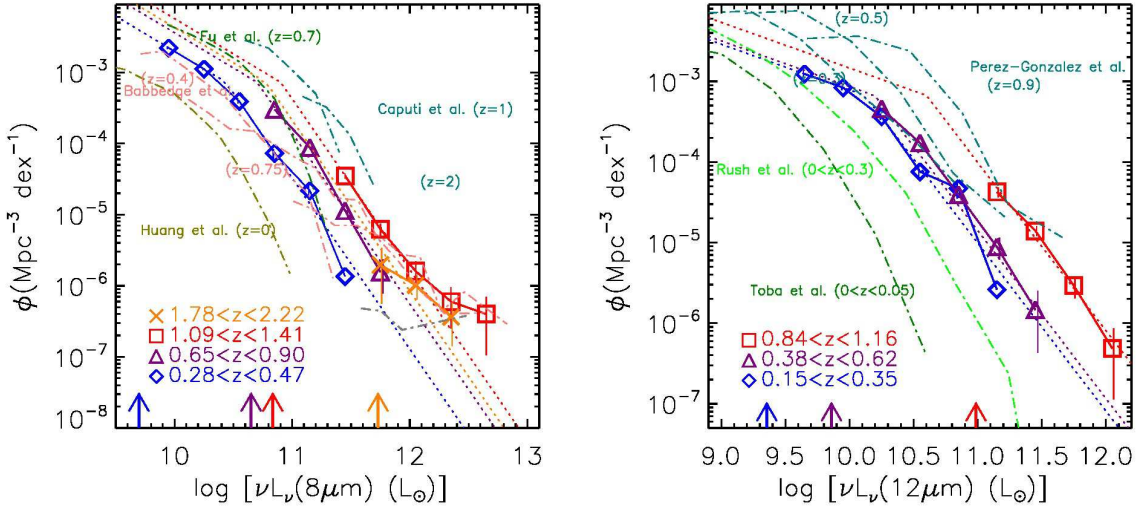 Fu et al. (z=0.7)
(z=0.4)
Babbedge et
Caputi et al. (z=1)
(z=0.75)
(z=2)
Huang et al. (z=0)
1.78<z<2.22
1.09<z<1.41
0.65<z<0.90
0.28<z<0.47
10⁻³
10⁻⁴
10⁻⁵
10⁻⁶
10⁻⁷
10⁻⁸
ϕ(Mpc⁻³ dex⁻¹)
10 11 12 13
log [νL_ν(8μm) (L_⊙)]
(z=0.5)
Perez-Gonzalez et al.
(z=0.3)
(z=0.9)
Rush et al. (0<z<0.3)
Toba et al. (0<z<0.05)
0.84<z<1.16
0.38<z<0.62
0.15<z<0.35
10⁻³
10⁻⁴
10⁻⁵
10⁻⁶
10⁻⁷
ϕ(Mpc⁻³ dex⁻¹)
9.0 9.5 10.0 10.5 11.0 11.5 12.0
log [νL_ν(12μm) (L_⊙)]